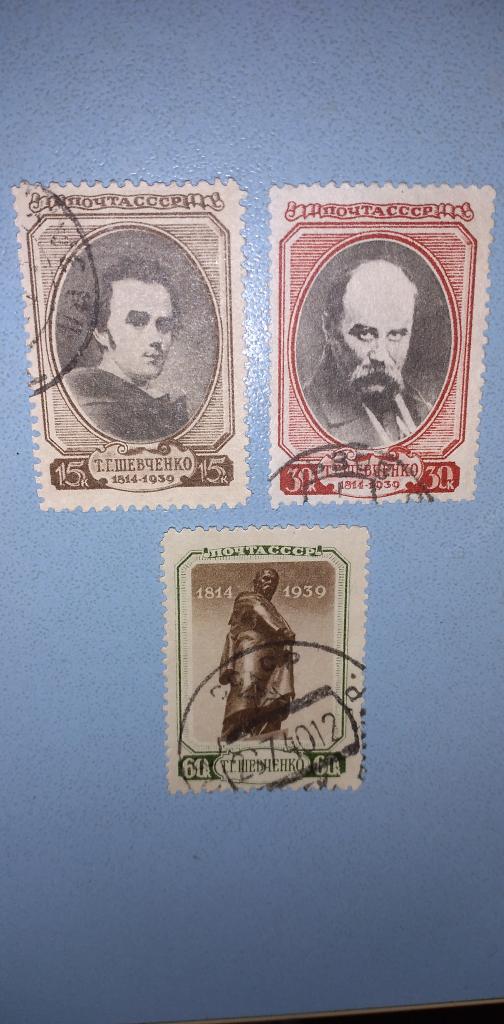 ПОЧТА СССР
15к Т.Г.ШЕВЧЕНКО 15к
1814-1939
ПОЧТА СССР
30к Т.Г.ШЕВЧЕНКО 30к
1814-1939
ПОЧТА СССР
1814 1939
60к Т.Г.ШЕВЧЕНКО 60к